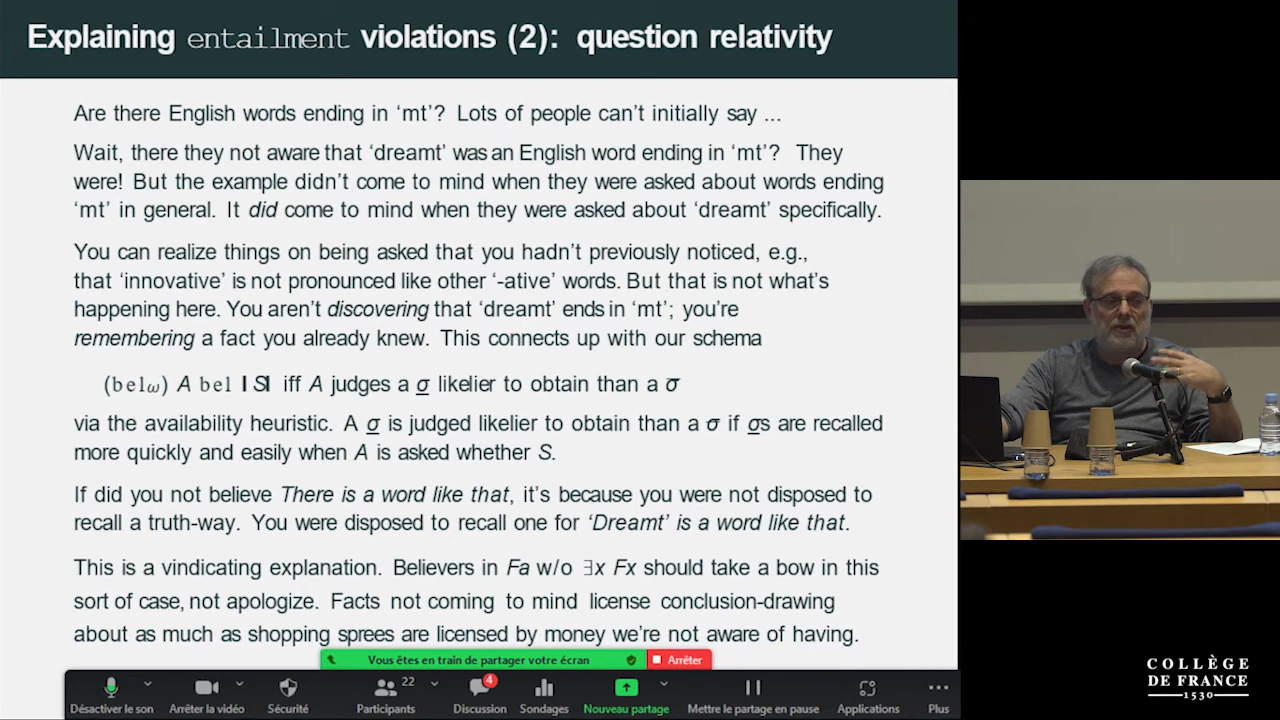 Explaining entailment violations (2): question relativity
Are there English words ending in ‘mt’? Lots of people can’t initially say ...
Wait, there they not aware that ‘dreamt’ was an English word ending in ‘mt’? They
were! But the example didn’t come to mind when they were asked about words ending
‘mt’ in general. It did come to mind when they were asked about ‘dreamt’ specifically.
You can realize things on being asked that you hadn’t previously noticed, e.g.,
that ‘innovative’ is not pronounced like other ‘-ative’ words. But that is not what’s
happening here. You aren’t discovering that ‘dreamt’ ends in ‘mt’; you’re
remembering a fact you already knew. This connects up with our schema
(belω) A bel |S| iff A judges a σ likelier to obtain than a σ
via the availability heuristic. A σ is judged likelier to obtain than a σ if σs are recalled
more quickly and easily when A is asked whether S.
If did you not believe There is a word like that, it’s because you were not disposed to
recall a truth-way. You were disposed to recall one for ‘Dreamt’ is a word like that.
This is a vindicating explanation. Believers in Fa w/o ∃x Fx should take a bow in this
sort of case, not apologize. Facts not coming to mind license conclusion-drawing
about as much as shopping sprees are licensed by money we’re not aware of having.
Vous êtes en train de partager votre écran
Arrêter
22
4
Désactiver le son
Arrêter la vidéo
Sécurité
Participants
Discussion
Sondages
Nouveau partage
Mettre le partage en pause
Applications
Plus
COLLÈGE
DE FRANCE
1530